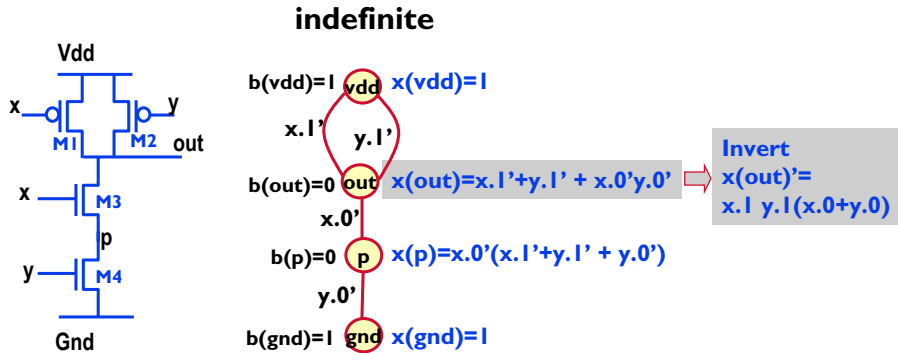 indefinite
Vdd
x
y
M1
M2
out
x
M3
p
y
M4
Gnd
b(vdd)=1
vdd
x(vdd)=1
x.1'
y.1'
b(out)=0
out
x(out)=x.1'+y.1' + x.0'y.0'
x.0'
b(p)=0
p
x(p)=x.0'(x.1'+y.1' + y.0')
y.0'
b(gnd)=1
gnd
x(gnd)=1
Invert
x(out)'=
x.1 y.1(x.0+y.0)